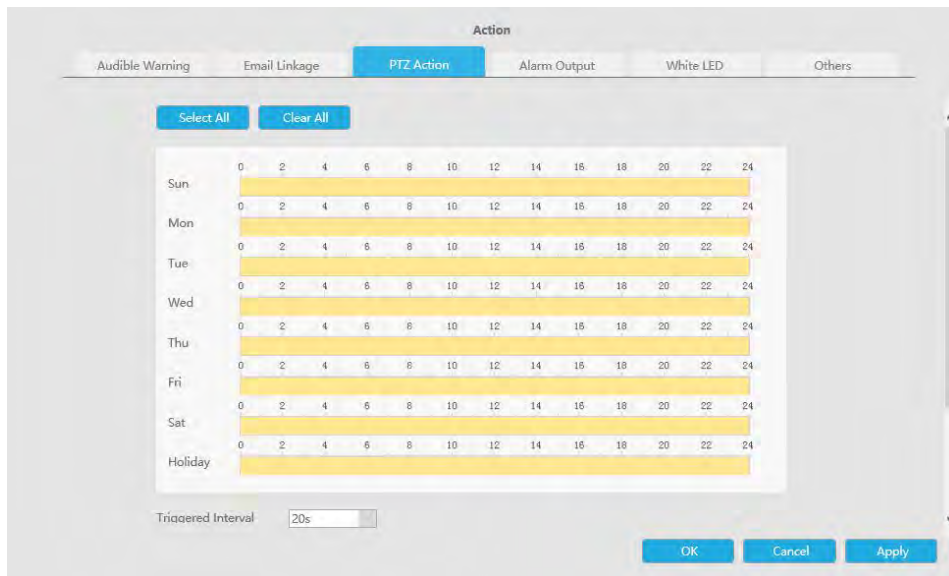 Action
Audible Warning Email Linkage PTZ Action Alarm Output White LED Others
Select All Clear All
0 2 4 6 8 10 12 14 16 18 20 22 24
Sun
0 2 4 6 8 10 12 14 16 18 20 22 24
Mon
0 2 4 6 8 10 12 14 16 18 20 22 24
Tue
0 2 4 6 8 10 12 14 16 18 20 22 24
Wed
0 2 4 6 8 10 12 14 16 18 20 22 24
Thu
0 2 4 6 8 10 12 14 16 18 20 22 24
Fri
0 2 4 6 8 10 12 14 16 18 20 22 24
Sat
0 2 4 6 8 10 12 14 16 18 20 22 24
Holiday
Triggered Interval 20s
OK Cancel Apply